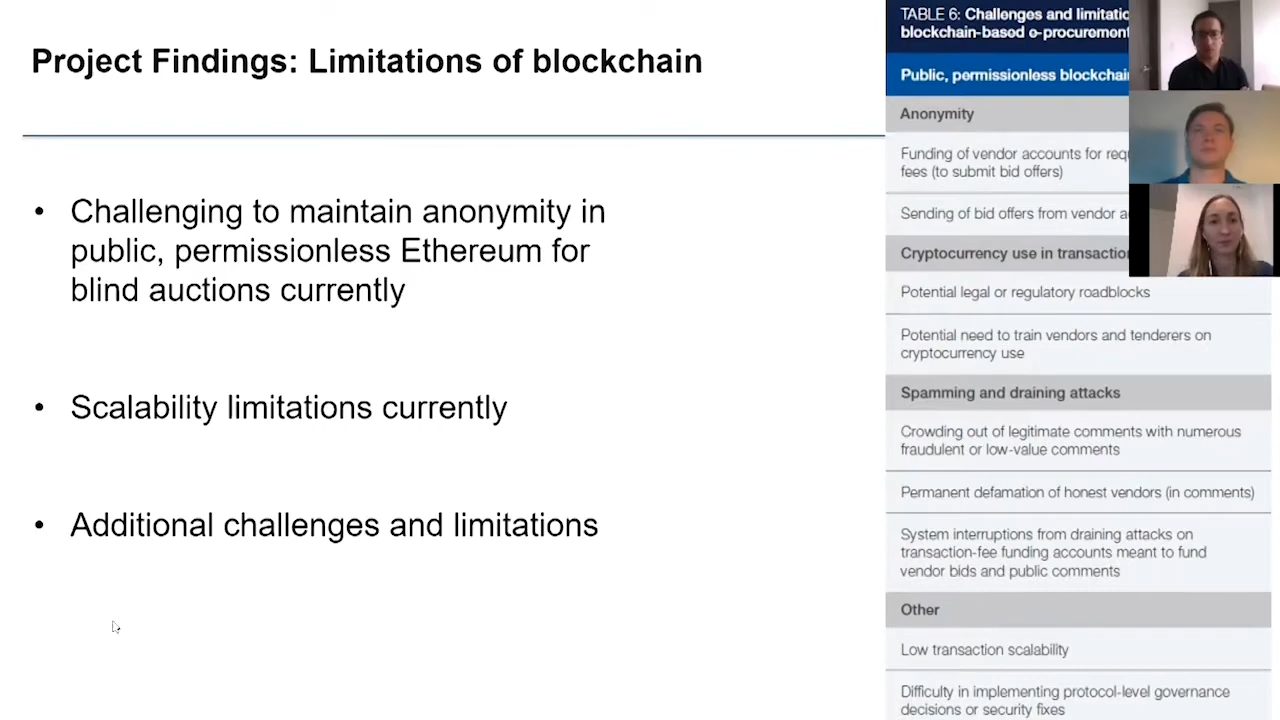 Project Findings: Limitations of blockchain
• Challenging to maintain anonymity in
public, permissionless Ethereum for
blind auctions currently
• Scalability limitations currently
• Additional challenges and limitations
TABLE 6: Challenges and
blockchain-based e-procurement
Public, permissionless
Anonymity
Funding of vendor accounts for
fees (to submit bid offers)
Sending of bid offers from vendor
Cryptocurrency use in
Potential legal or regulatory roadblocks
Potential need to train vendors and tenderers on
cryptocurrency use
Spamming and draining attacks
Crowding out of legitimate comments with numerous
fraudulent or low-value comments
Permanent defamation of honest vendors (in comments)
System interruptions from draining attacks on
transaction-fee funding accounts meant to fund
vendor bids and public comments
Other
Low transaction scalability
Difficulty in implementing protocol-level governance
decisions or security fixes